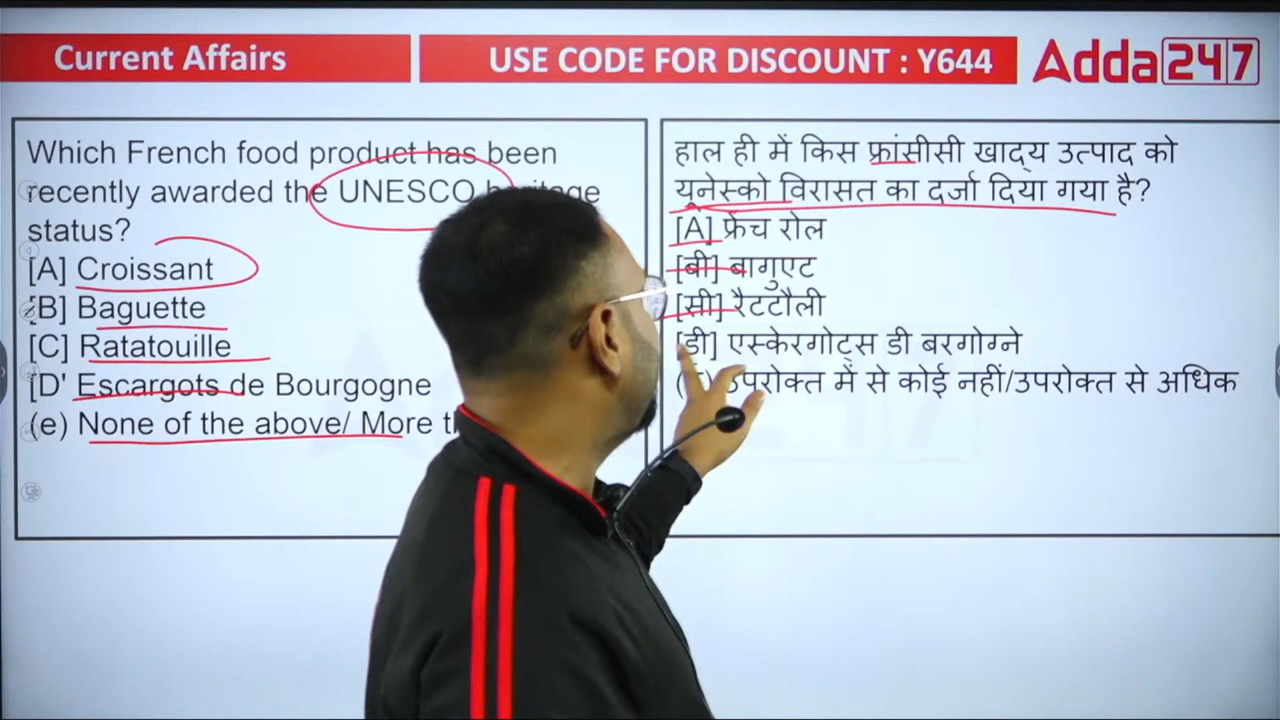 Current Affairs
USE CODE FOR DISCOUNT : Y644
Adda247
Which French food product has been
recently awarded the UNESCO heritage
status?
[A] Croissant
[B] Baguette
[C] Ratatouille
[D' Escargots de Bourgogne
(e) None of the above/ More
हाल ही में किस फ्रांसीसी खाद्य उत्पाद को
यूनेस्को विरासत का दर्जा दिया गया है?
[A] फ्रेंच रोल
[बी] बागुएट
[सी] रैटटौली
[डी] एस्केरगोट्स डी बरगोग्ने
उपरोक्त में से कोई नहीं/उपरोक्त से अधिक